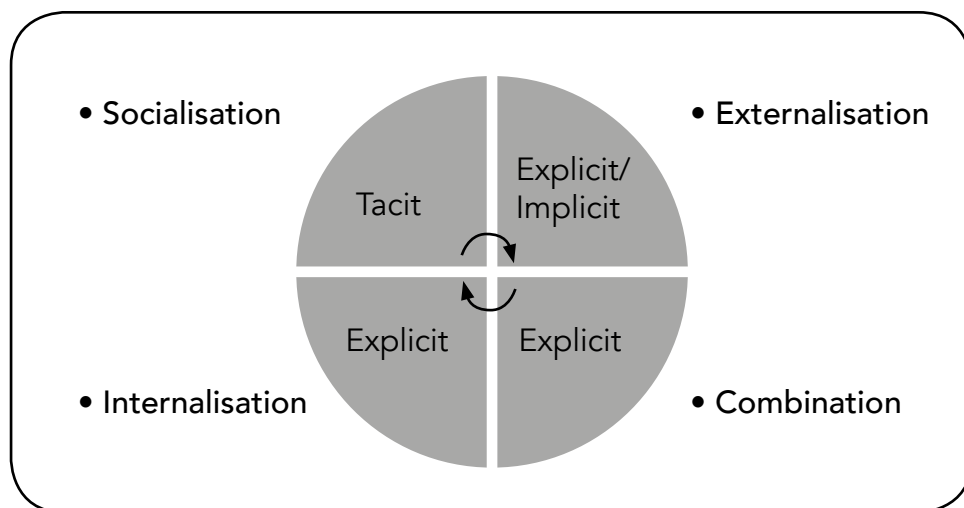 • Socialisation
• Externalisation
Tacit
Explicit/
Implicit
Explicit
Explicit
• Internalisation
• Combination